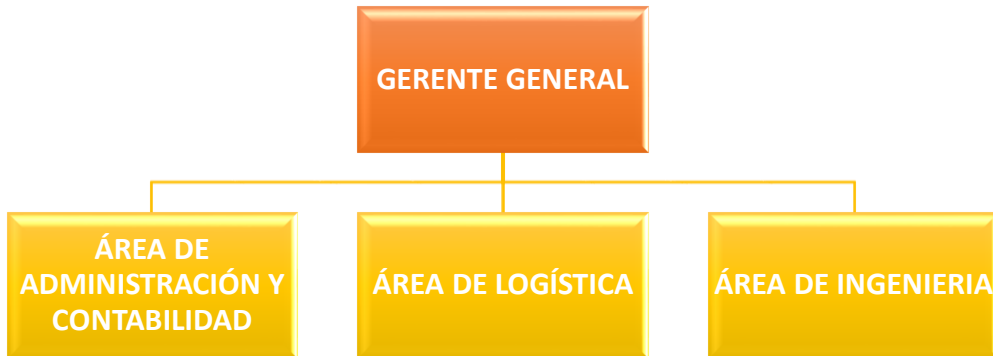 GERENTE GENERAL
ÁREA DE
ADMINISTRACIÓN Y
CONTABILIDAD
ÁREA DE LOGÍSTICA
ÁREA DE INGENIERIA